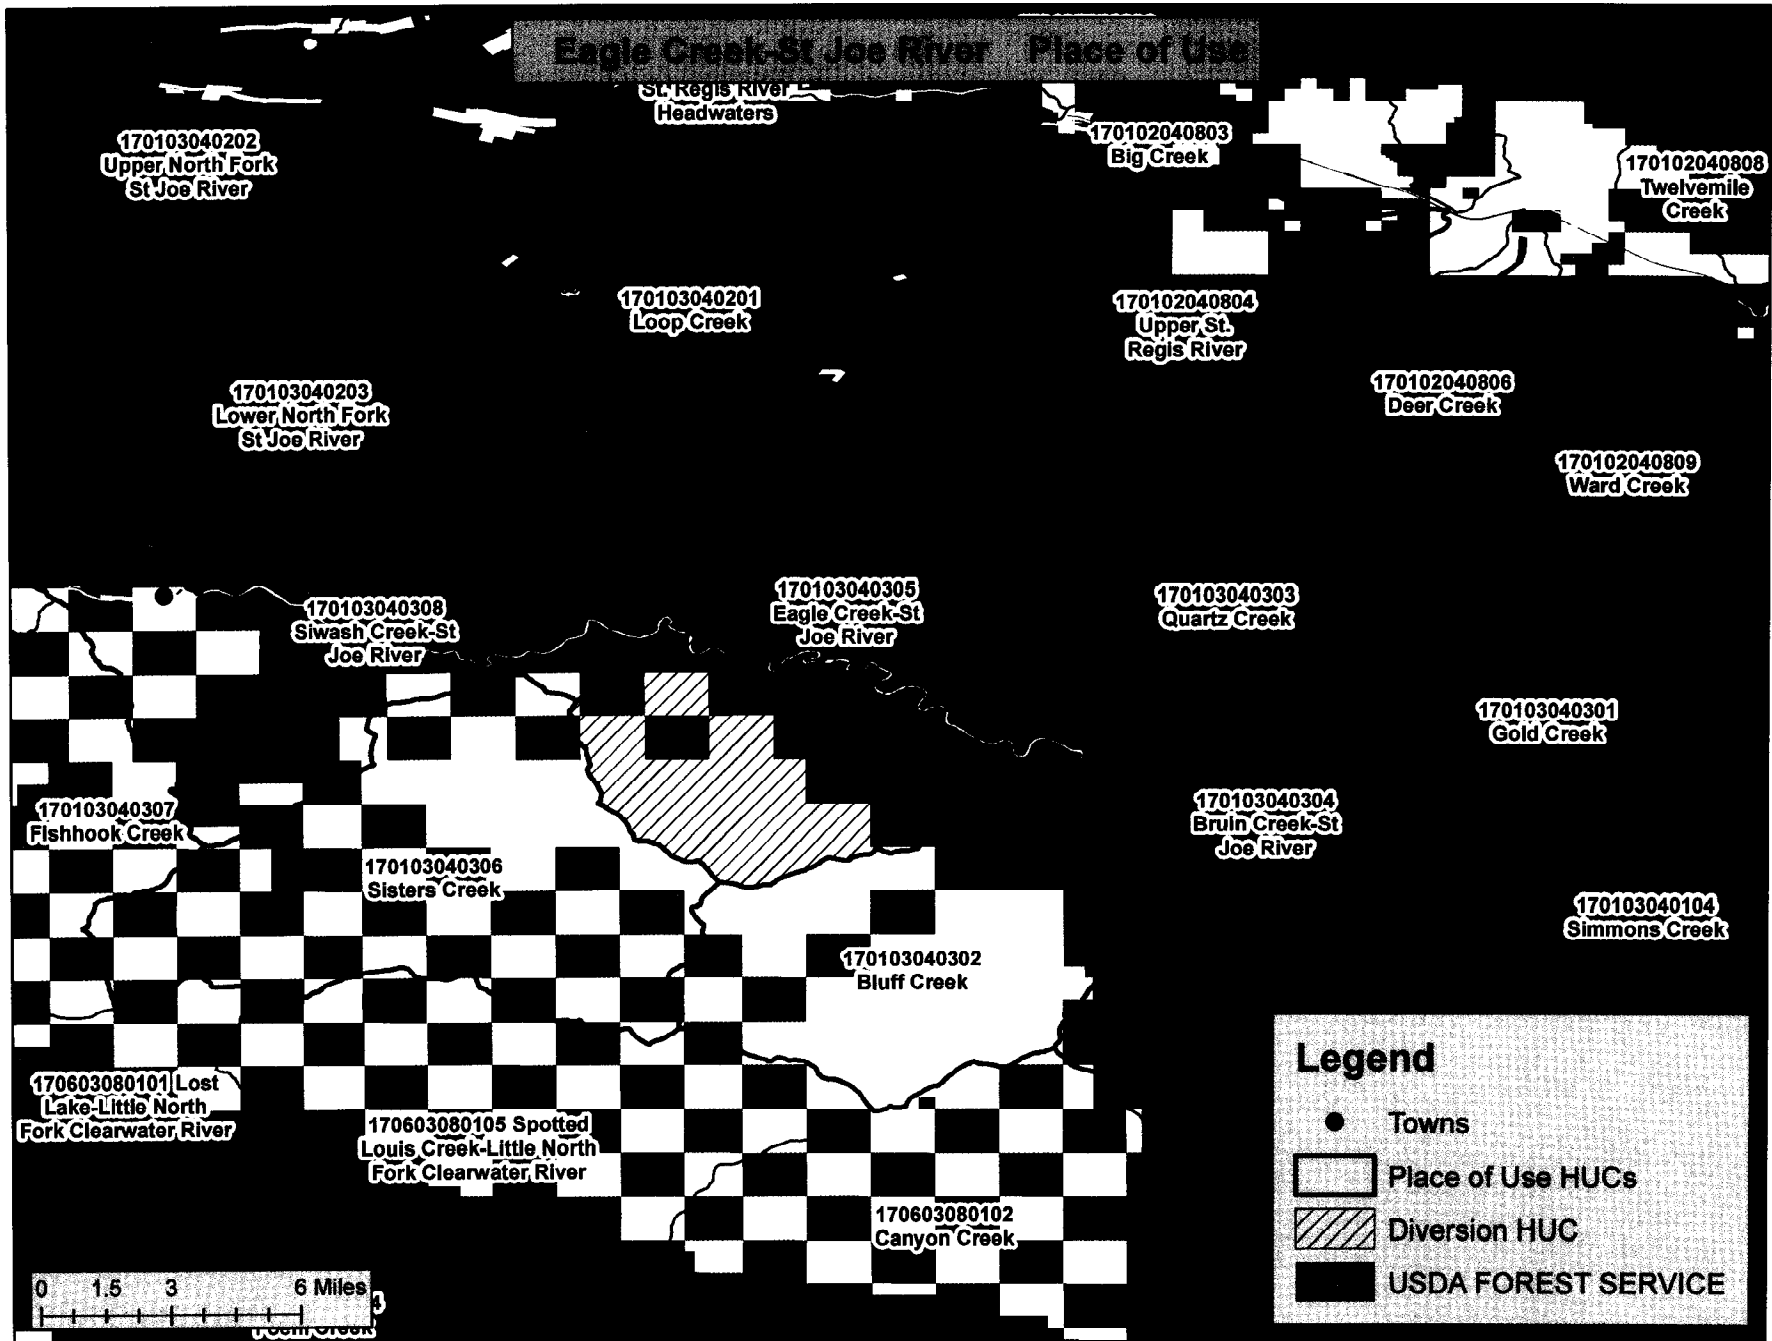 Eagle Creek-St Joe River Place of Use
St. Regis River
Headwaters
170103040202
Upper North Fork
St Joe River
170102040803
Big Creek
170102040808
Twelvemile
Creek
170103040201
Loop Creek
170102040804
Upper St.
Regis River
170103040203
Lower North Fork
St Joe River
170102040806
Deer Creek
170102040809
Ward Creek
170103040308
Siwash Creek-St
Joe River
170103040305
Eagle Creek-St
Joe River
170103040303
Quartz Creek
170103040301
Gold Creek
170103040307
Fishhook Creek
170103040304
Bruin Creek-St
Joe River
170103040306
Sisters Creek
170103040104
Simmons Creek
170103040302
Bluff Creek
170603080101 Lost
Lake-Little North
Fork Clearwater River
170603080105 Spotted
Louis Creek-Little North
Fork Clearwater River
170603080102
Canyon Creek
Legend
Towns
Place of Use HUCs
Diversion HUC
USDA FOREST SERVICE
0 1.5 3 6 Miles
4
Creek